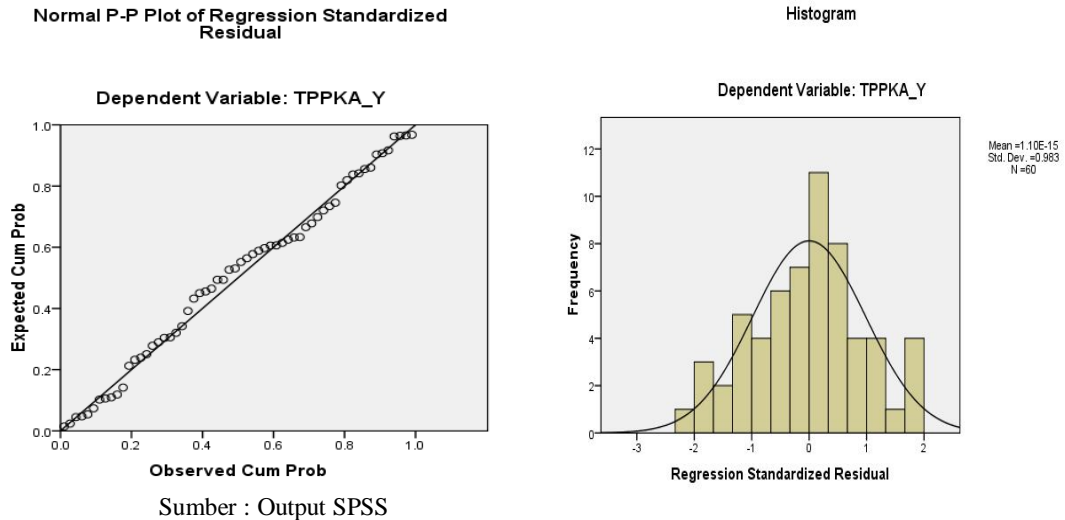 Normal P-P Plot of Regression Standardized
Residual
Dependent Variable: TPPKA_Y
Expected Cum Prob
1.0
0.8
0.6
0.4
0.2
0.0
0.0 0.2 0.4 0.6 0.8 1.0
Observed Cum Prob
Sumber : Output SPSS
Histogram
Dependent Variable: TPPKA_Y
Frequency
12
10
8
6
4
2
0
-3 -2 -1 0 1 2
Regression Standardized Residual
Mean =1.10E-15
Std. Dev. =0.983
N =60